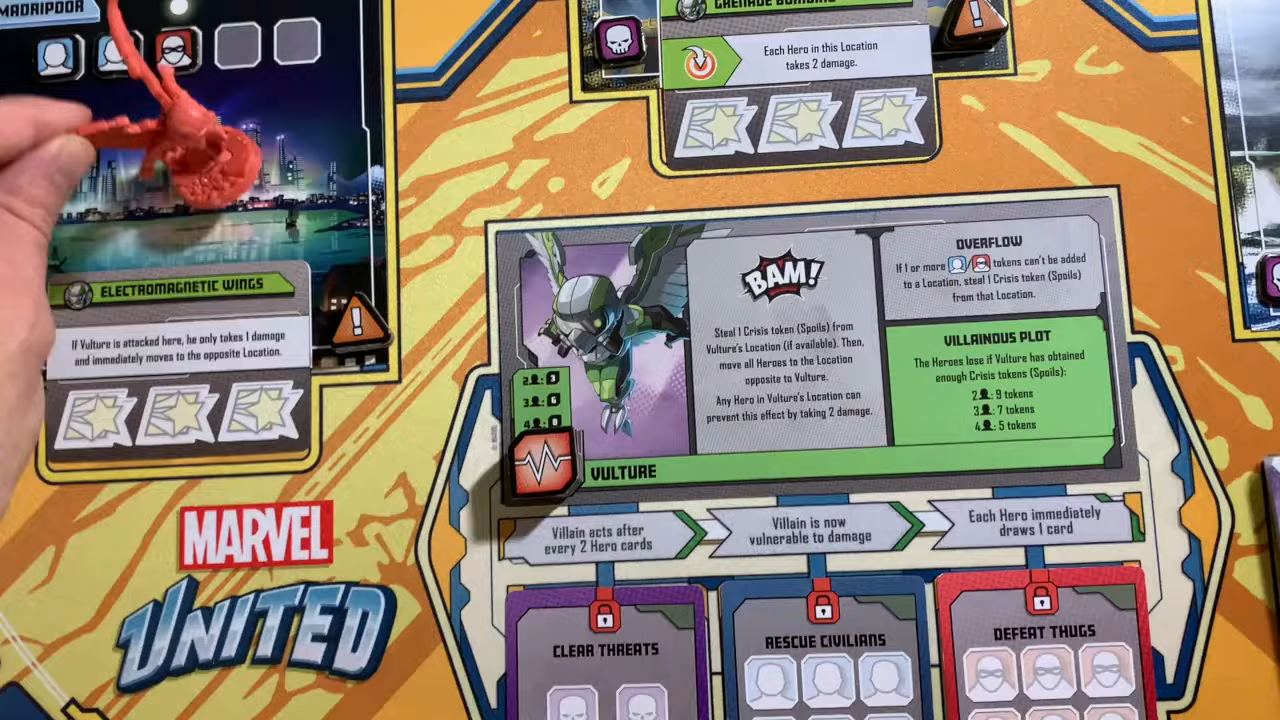 MADRIPOOR
ELECTROMAGNETIC WINGS
If Vulture is attacked here, he only takes 1 damage
and immediately moves to the opposite Location.
GRENADE BOMBING
Each Hero in this Location
takes 2 damage.
BAM!
Steal 1 Crisis token (Spoils) from
Vulture's Location (if available). Then,
move all Heroes to the Location
opposite to Vulture.
Any Hero in Vulture's Location can
prevent this effect by taking 2 damage.
OVERFLOW
If 1 or more / tokens can't be added
to a Location, steal 1 Crisis token (Spoils)
from that Location.
VILLAINOUS PLOT
The Heroes lose if Vulture has obtained
enough Crisis tokens (Spoils):
2: 9 tokens
3: 7 tokens
4: 5 tokens
2: 3
3: 6
4:
VULTURE
MARVEL
UNITED
Villain acts after
every 2 Hero cards
Villain is now
vulnerable to damage
Each Hero immediately
draws 1 card
CLEAR THREATS
RESCUE CIVILIANS
DEFEAT THUGS